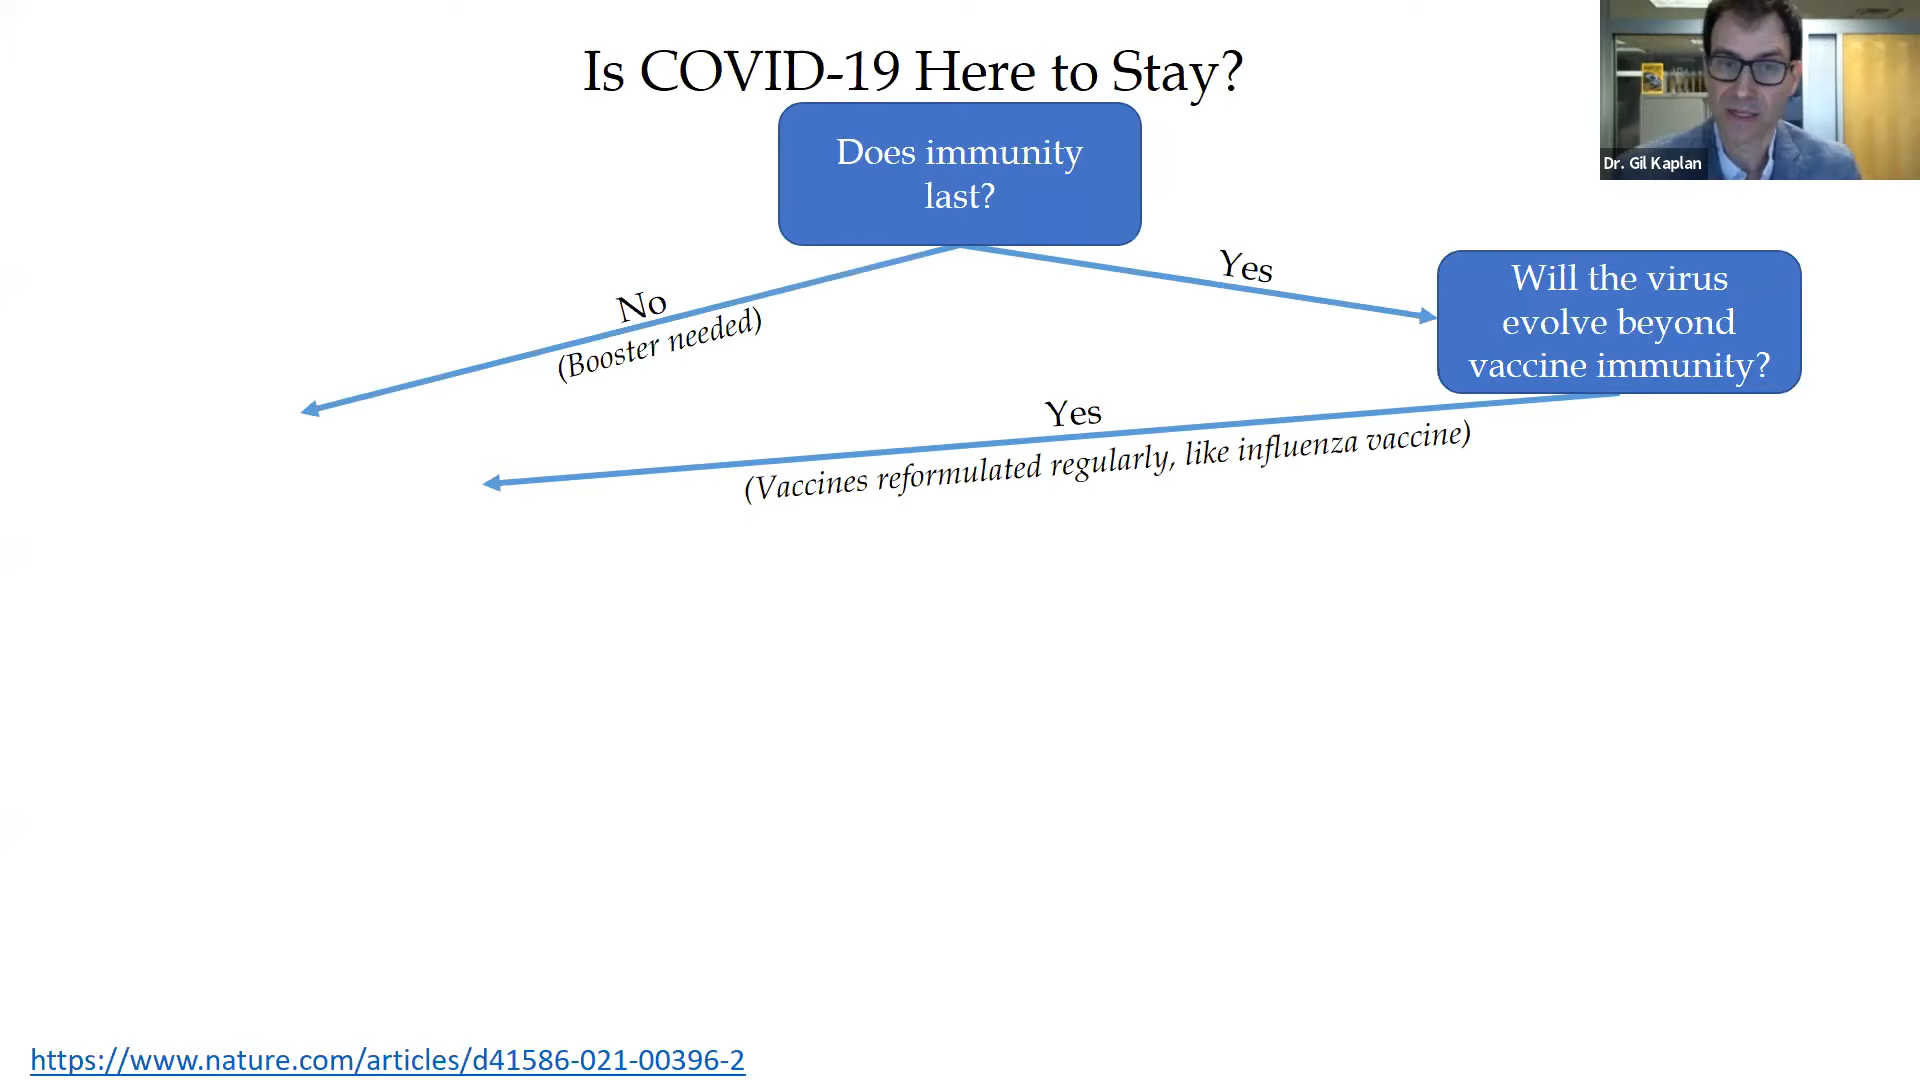 Is COVID-19 Here to Stay?
Does immunity
last?
Dr. Gil Kaplan
Yes
Will the virus
evolve beyond
vaccine immunity?
No
(Booster needed)
Yes
(Vaccines reformulated regularly, like influenza vaccine)
https://www.nature.com/articles/d41586-021-00396-2